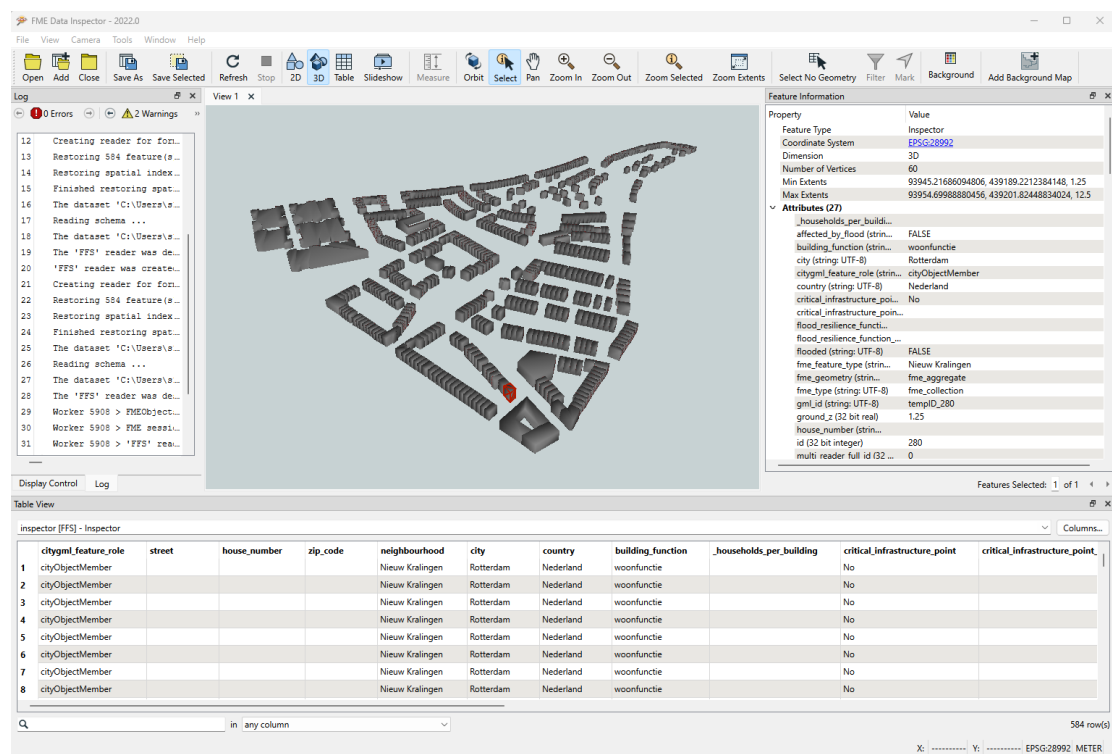 FME Data Inspector - 2022.0
File View Camera Tools Window Help
Open Add Close Save As Save Selected Refresh Stop 2D 3D Table Slideshow Measure Orbit Select Pan Zoom In Zoom Out Zoom Selected Zoom Extents Select No Geometry Filter Mark Background Add Background Map
Log
0 Errors 2 Warnings »
12 Creating reader for form…
13 Restoring 584 feature(s…
14 Restoring spatial index…
15 Finished restoring spat…
16 The dataset 'C:\Users\s…
17 Reading schema ...
18 The dataset 'C:\Users\s…
19 The 'FFS' reader was de…
20 'FFS' reader was create…
21 Creating reader for form…
22 Restoring 584 feature(s…
23 Restoring spatial index…
24 Finished restoring spat…
25 The dataset 'C:\Users\s…
26 Reading schema ...
27 The dataset 'C:\Users\s…
28 The 'FFS' reader was de…
29 Worker 5908 > FMEObject…
30 Worker 5908 > FME sessi…
31 Worker 5908 > 'FFS' rea…
Display Control Log
View 1
Feature Information
Property Value
Feature Type Inspector
Coordinate System EPSG:28992
Dimension 3D
Number of Vertices 60
Min Extents 93945.21686094806, 439189.2212384148, 1.25
Max Extents 93954.69988880456, 439201.82448834024, 12.5
Attributes (27)
_households_per_buildi...
affected_by_flood (strin... FALSE
building_function (strin... woonfunctie
city (string: UTF-8) Rotterdam
citygml_feature_role (strin... cityObjectMember
country (string: UTF-8) Nederland
critical_infrastructure_poi... No
critical_infrastructure_poin...
flood_resilience_functi...
flood_resilience_function_...
flooded (string: UTF-8) FALSE
fme_feature_type (strin... Nieuw Kralingen
fme_geometry (strin... fme_aggregate
fme_type (string: UTF-8) fme_collection
gml_id (string: UTF-8) tempID_280
ground_z (32 bit real) 1.25
house_number (strin...
id (32 bit integer) 280
multi_reader_full_id (32 ... 0
Features Selected: 1 of 1
Table View
inspector [FFS] - Inspector Columns...
citygml_feature_role street house_number zip_code neighbourhood city country building_function _households_per_building critical_infrastructure_point critical_infrastructure_point_
1 cityObjectMember Nieuw Kralingen Rotterdam Nederland woonfunctie No
2 cityObjectMember Nieuw Kralingen Rotterdam Nederland woonfunctie No
3 cityObjectMember Nieuw Kralingen Rotterdam Nederland woonfunctie No
4 cityObjectMember Nieuw Kralingen Rotterdam Nederland woonfunctie No
5 cityObjectMember Nieuw Kralingen Rotterdam Nederland woonfunctie No
6 cityObjectMember Nieuw Kralingen Rotterdam Nederland woonfunctie No
7 cityObjectMember Nieuw Kralingen Rotterdam Nederland woonfunctie No
8 cityObjectMember Nieuw Kralingen Rotterdam Nederland woonfunctie No
in any column 584 row(s)
X: ---------- Y: ---------- EPSG:28992 METER